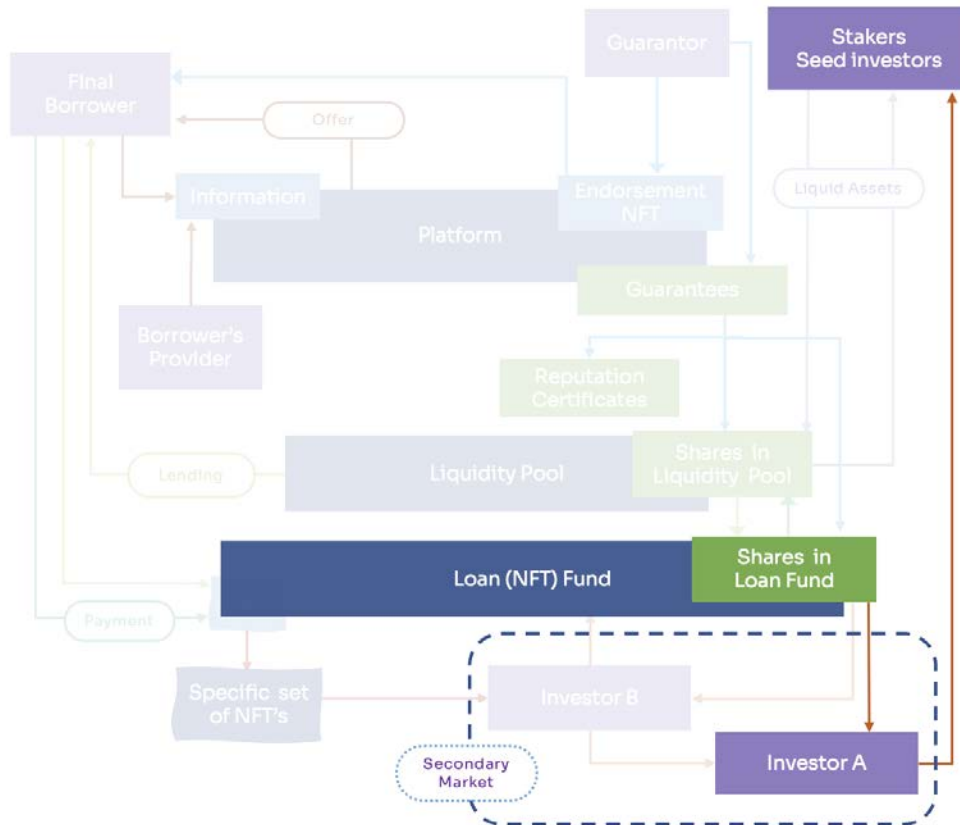 Stakers
Seed investors
Guarantor
FInal
Borrower
Offer
Information
Endorsement
NFT
Liquid Assets
Platform
Guarantees
Borrower's
Provider
Reputation
Certificates
Shares in
Liquidity Pool
Lending
Liquidity Pool
Shares in
Loan Fund
Loan (NFT) Fund
Payment
Specific set
of NFT's
Investor B
Secondary
Market
Investor A